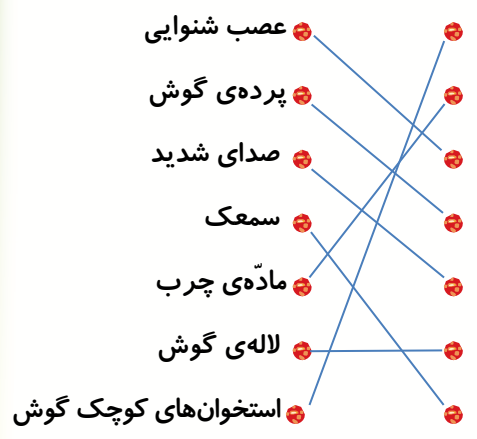 عصب شنوایی
پرده‌ی گوش
صدای شدید
سمعک
مادّه‌ی چرب
لاله‌ی گوش
استخوان‌های کوچک گوش